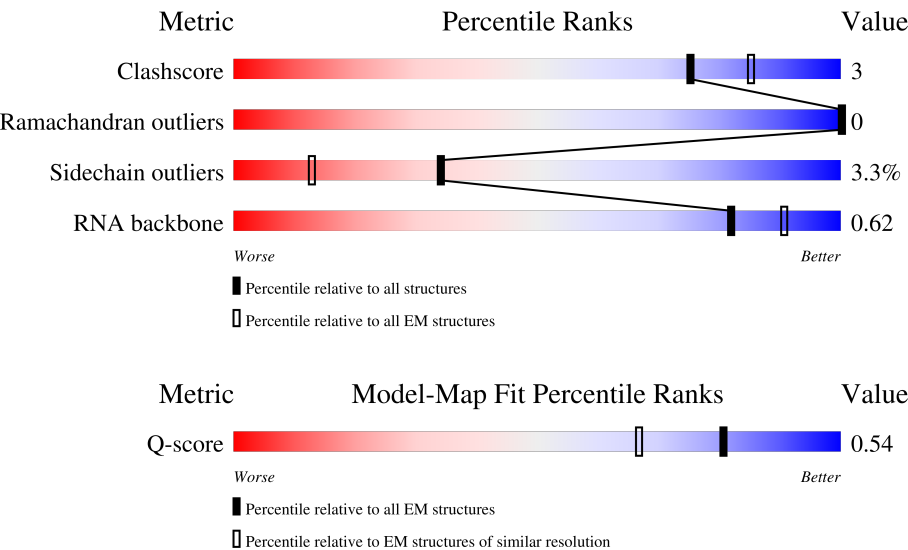 Metric Percentile Ranks Value
Clashscore 3
Ramachandran outliers 0
Sidechain outliers 3.3%
RNA backbone 0.62
Worse Better
Percentile relative to all structures
Percentile relative to all EM structures
Metric Model-Map Fit Percentile Ranks Value
Q-score 0.54
Worse Better
Percentile relative to all EM structures
Percentile relative to EM structures of similar resolution